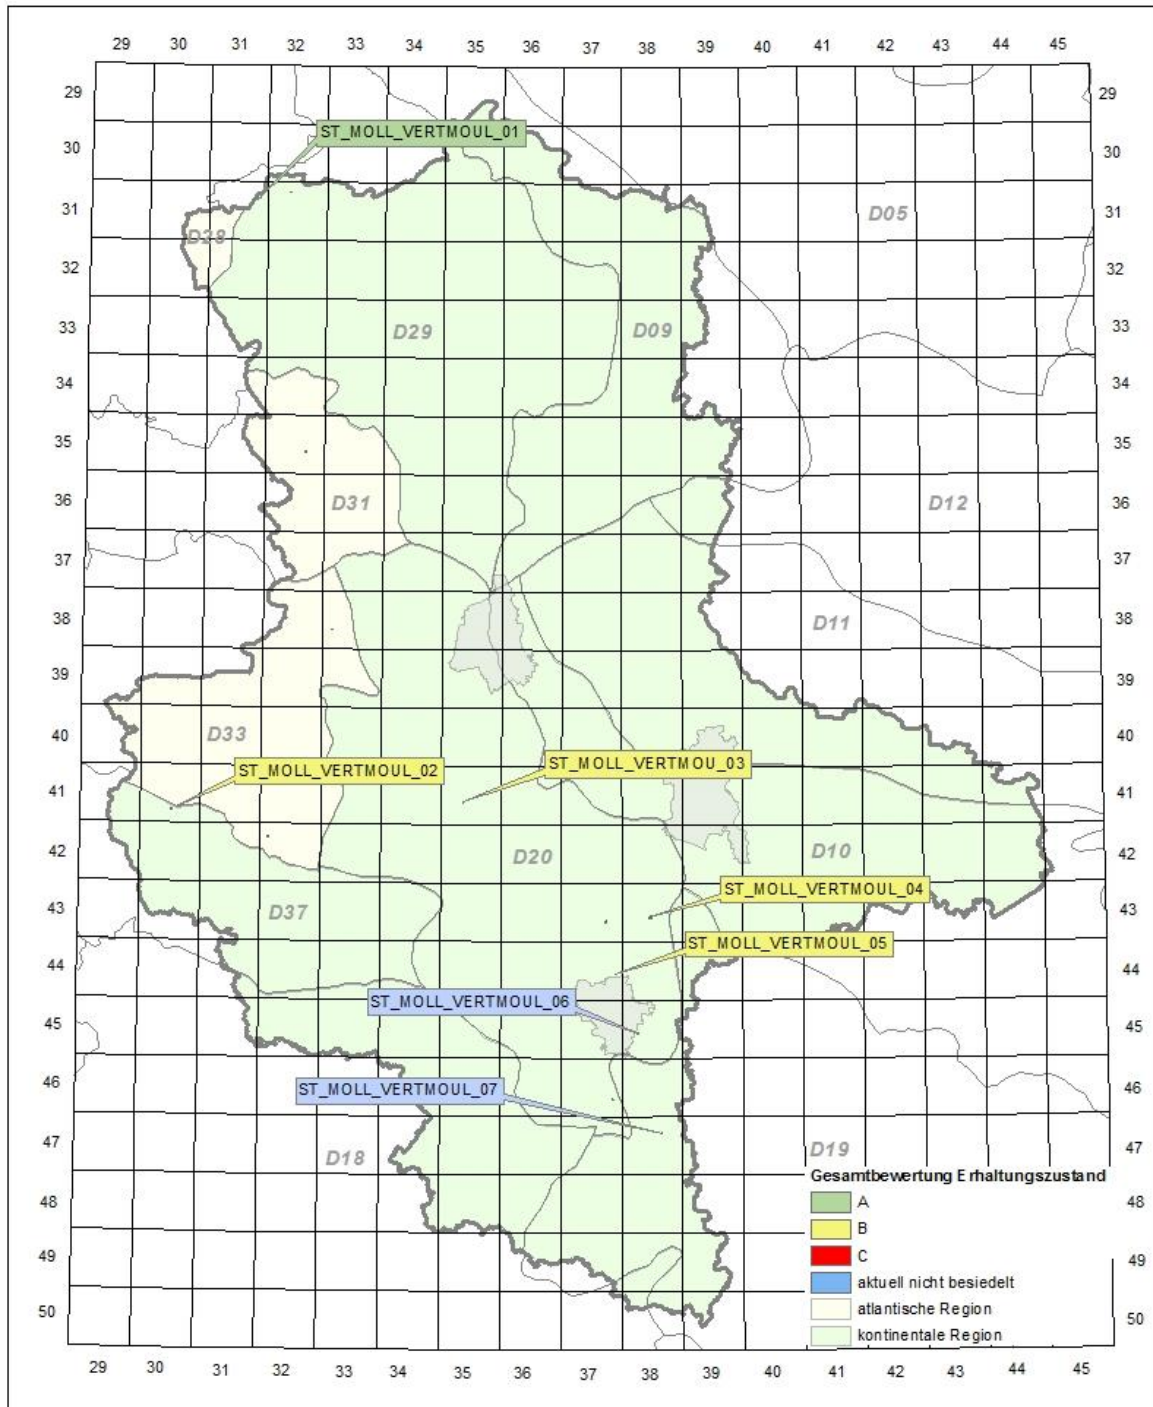 29 30 31 32 33 34 35 36 37 38 39 40 41 42 43 44 45
29 29
ST_MOLL_VERTMOUL_01
30 30
31 D28 D05 31
32 32
33 D29 D09 33
34 34
35 35
36 D31 D12 36
37 37
38 D11 38
39 39
40 D33 40
ST_MOLL_VERTMOUL_02 ST_MOLL_VERTMOU_03
41 41
42 D20 D10 42
ST_MOLL_VERTMOUL_04
43 D37 43
ST_MOLL_VERTMOUL_05
44 44
ST_MOLL_VERTMOUL_06
45 45
46 46
ST_MOLL_VERTMOUL_07
47 D18 D19 47
Gesamtbewertung Erhaltungszustand
48 A 48
B
49 C 49
aktuell nicht besiedelt
50 atlantische Region 50
kontinentale Region
29 30 31 32 33 34 35 36 37 38 39 40 41 42 43 44 45